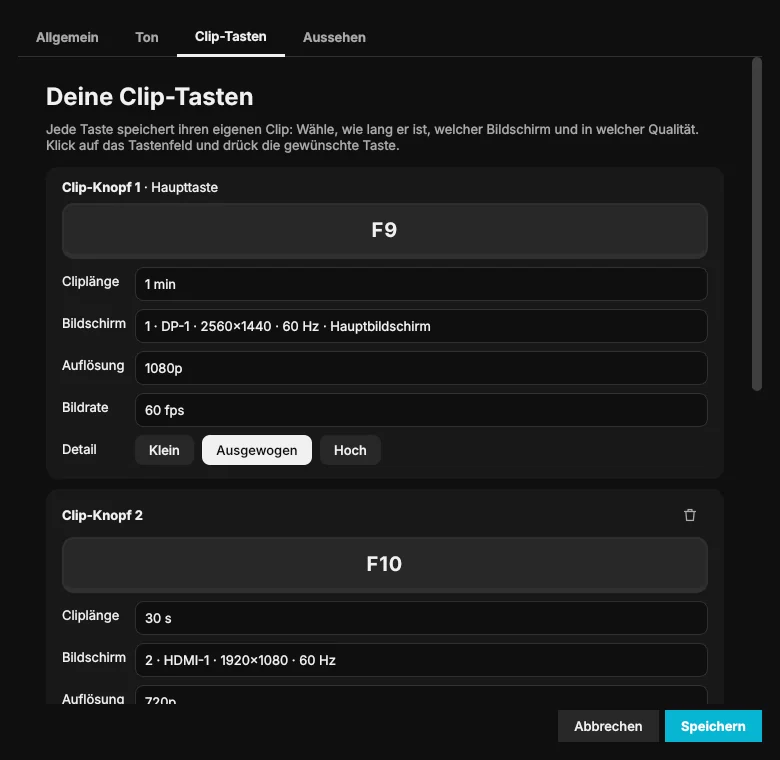 Allgemein Ton Clip-Tasten Aussehen
Deine Clip-Tasten
Jede Taste speichert ihren eigenen Clip: Wähle, wie lang er ist, welcher Bildschirm und in welcher Qualität.
Klick auf das Tastenfeld und drück die gewünschte Taste.
Clip-Knopf 1 · Haupttaste
F9
Cliplänge 1 min
Bildschirm 1 · DP-1 · 2560×1440 · 60 Hz · Hauptbildschirm
Auflösung 1080p
Bildrate 60 fps
Detail Klein Ausgewogen Hoch
Clip-Knopf 2
F10
Cliplänge 30 s
Bildschirm 2 · HDMI-1 · 1920×1080 · 60 Hz
Auflösung 720p
Abbrechen Speichern